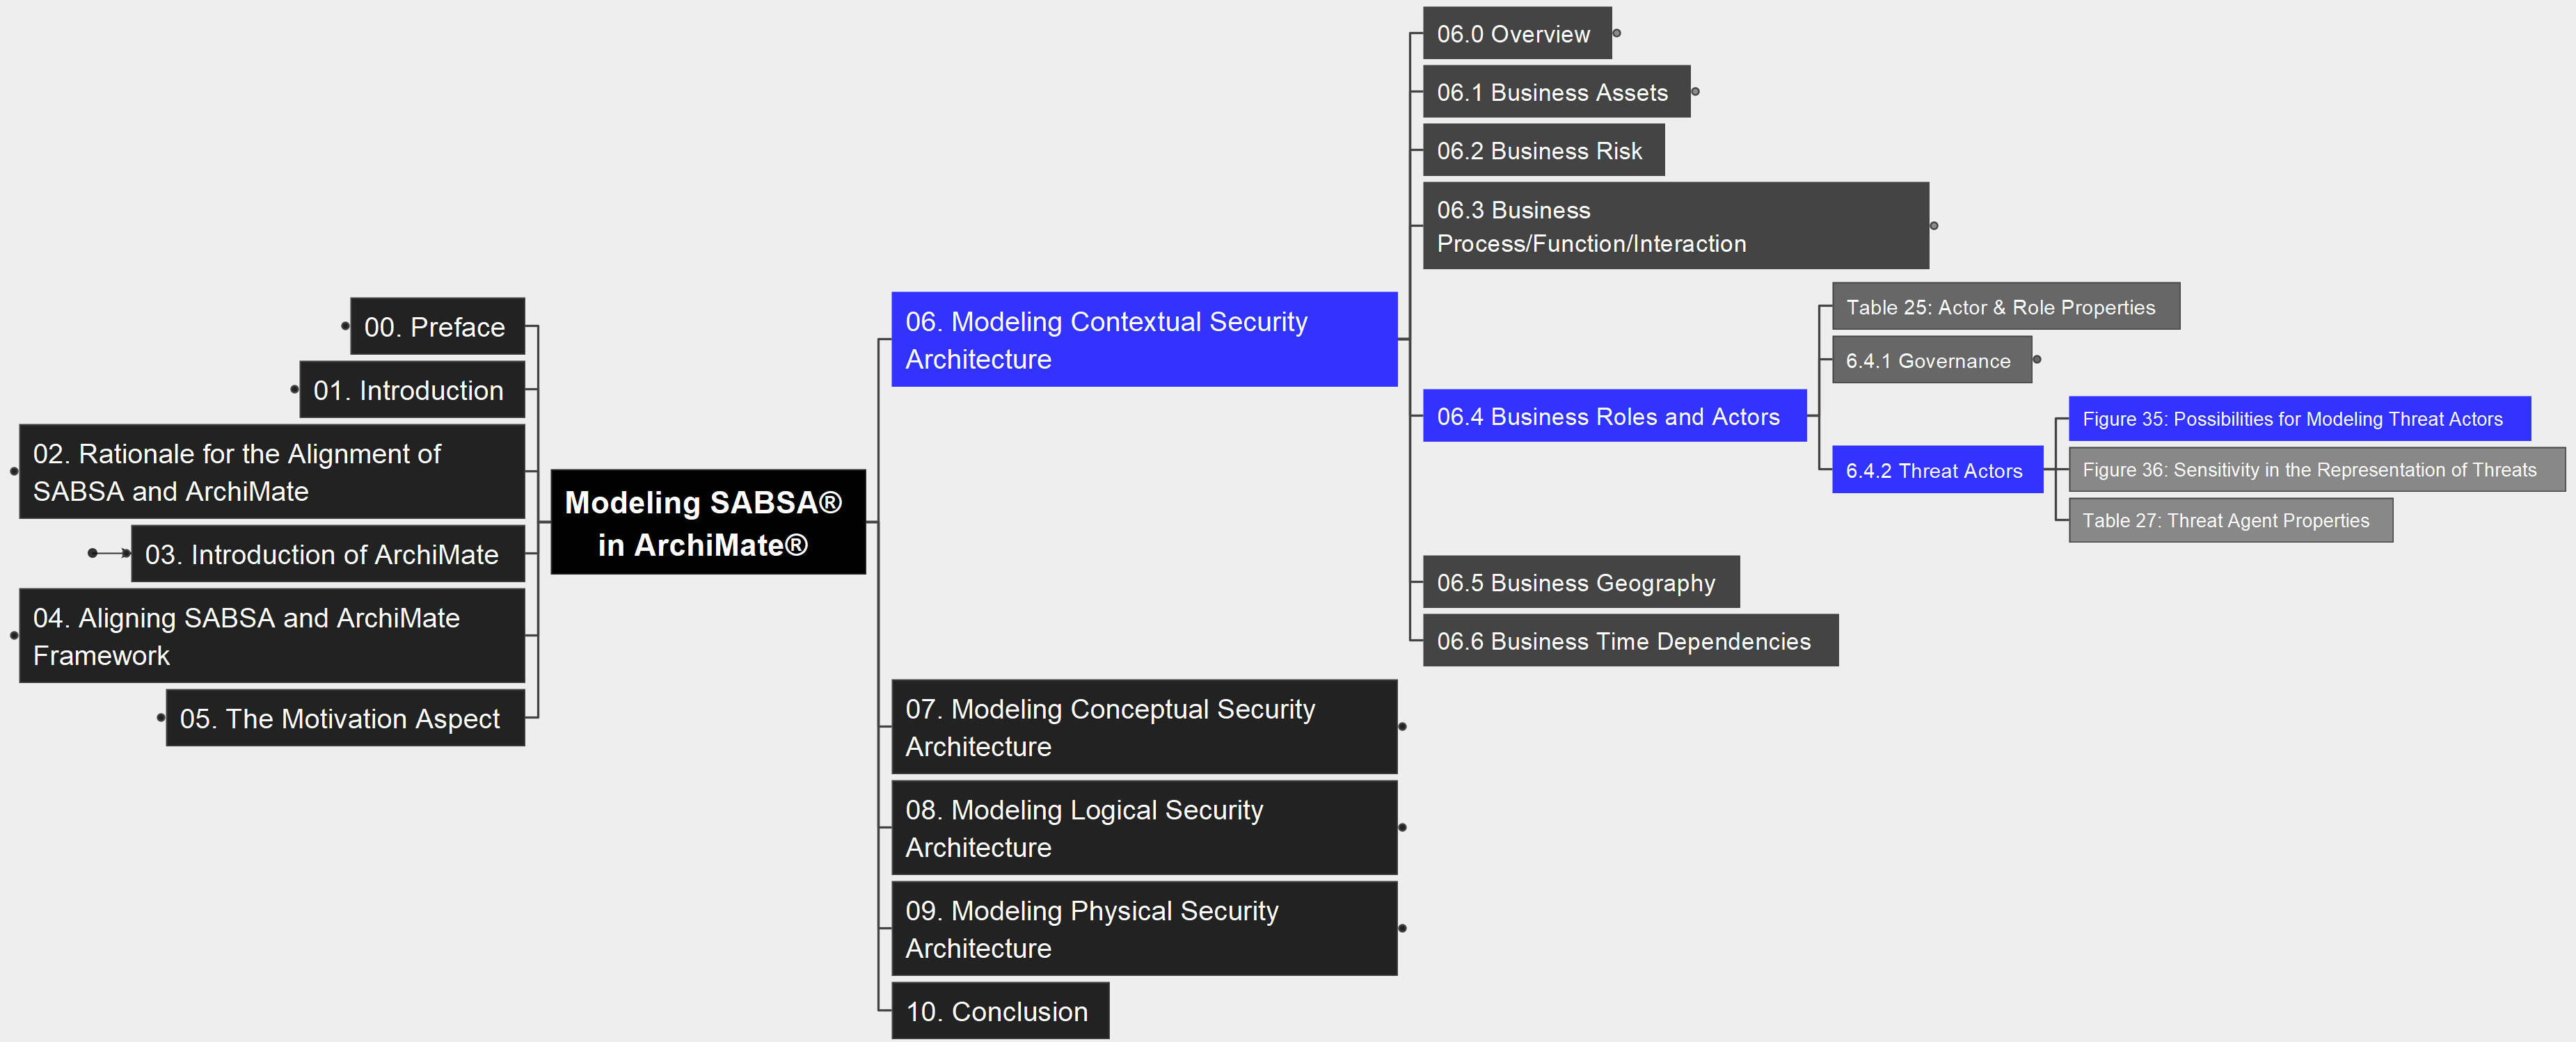 00. Preface
01. Introduction
02. Rationale for the Alignment of
SABSA and ArchiMate
03. Introduction of ArchiMate
04. Aligning SABSA and ArchiMate
Framework
05. The Motivation Aspect
Modeling SABSA®
in ArchiMate®
06. Modeling Contextual Security
Architecture
06.0 Overview
06.1 Business Assets
06.2 Business Risk
06.3 Business
Process/Function/Interaction
06.4 Business Roles and Actors
Table 25: Actor & Role Properties
6.4.1 Governance
6.4.2 Threat Actors
Figure 35: Possibilities for Modeling Threat Actors
Figure 36: Sensitivity in the Representation of Threats
Table 27: Threat Agent Properties
06.5 Business Geography
06.6 Business Time Dependencies
07. Modeling Conceptual Security
Architecture
08. Modeling Logical Security
Architecture
09. Modeling Physical Security
Architecture
10. Conclusion